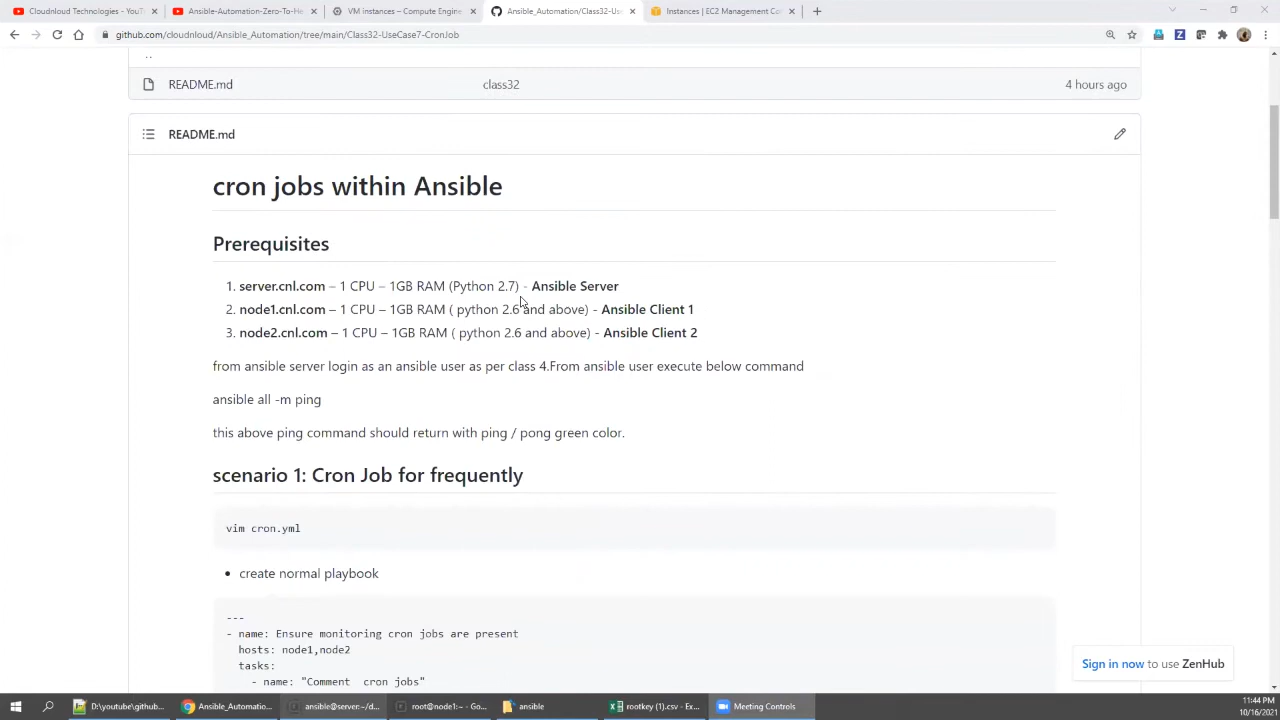 Cloudnloud Technologies - YouT
Ansible-Automation-Zero-To-He
VM instances – Compute Engine
Ansible_Automation/Class32-Us
Instances | EC2 Management Co
github.com/cloudnloud/Ansible_Automation/tree/main/Class32-UseCase7-CronJob
..
README.md class32 4 hours ago
README.md
cron jobs within Ansible
Prerequisites
1. server.cnl.com – 1 CPU – 1GB RAM (Python 2.7) - Ansible Server
2. node1.cnl.com – 1 CPU – 1GB RAM ( python 2.6 and above) - Ansible Client 1
3. node2.cnl.com – 1 CPU – 1GB RAM ( python 2.6 and above) - Ansible Client 2
from ansible server login as an ansible user as per class 4.From ansible user execute below command
ansible all -m ping
this above ping command should return with ping / pong green color.
scenario 1: Cron Job for frequently
vim cron.yml
• create normal playbook
---
- name: Ensure monitoring cron jobs are present
hosts: node1,node2
tasks:
- name: "Comment cron jobs"
Sign in now to use ZenHub
D:\youtube\github...
Ansible_Automatio...
ansible@server:~/d...
root@node1:~ - Go...
ansible
rootkey (1).csv - Ex...
Meeting Controls
11:44 PM
10/16/2021